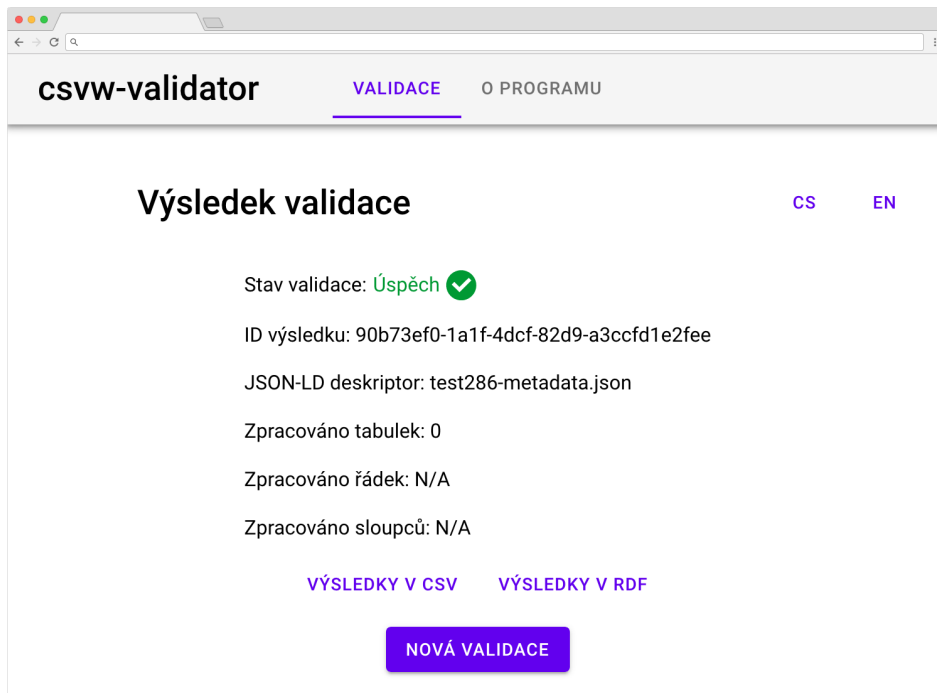 csvw-validator VALIDACE O PROGRAMU
Výsledek validace CS EN
Stav validace: Úspěch
ID výsledku: 90b73ef0-1a1f-4dcf-82d9-a3ccfd1e2fee
JSON-LD deskriptor: test286-metadata.json
Zpracováno tabulek: 0
Zpracováno řádek: N/A
Zpracováno sloupců: N/A
VÝSLEDKY V CSV VÝSLEDKY V RDF
NOVÁ VALIDACE